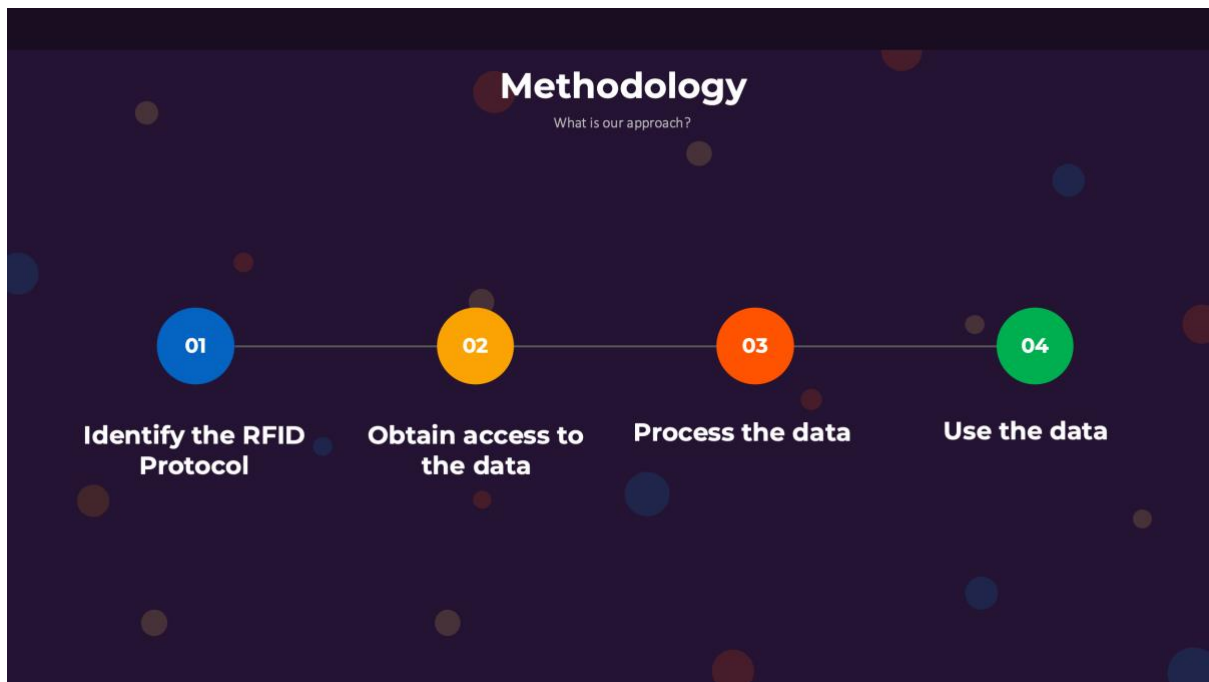 Methodology
What is our approach?
01
02
03
04
Identify the RFID
Protocol
Obtain access to
the data
Process the data
Use the data